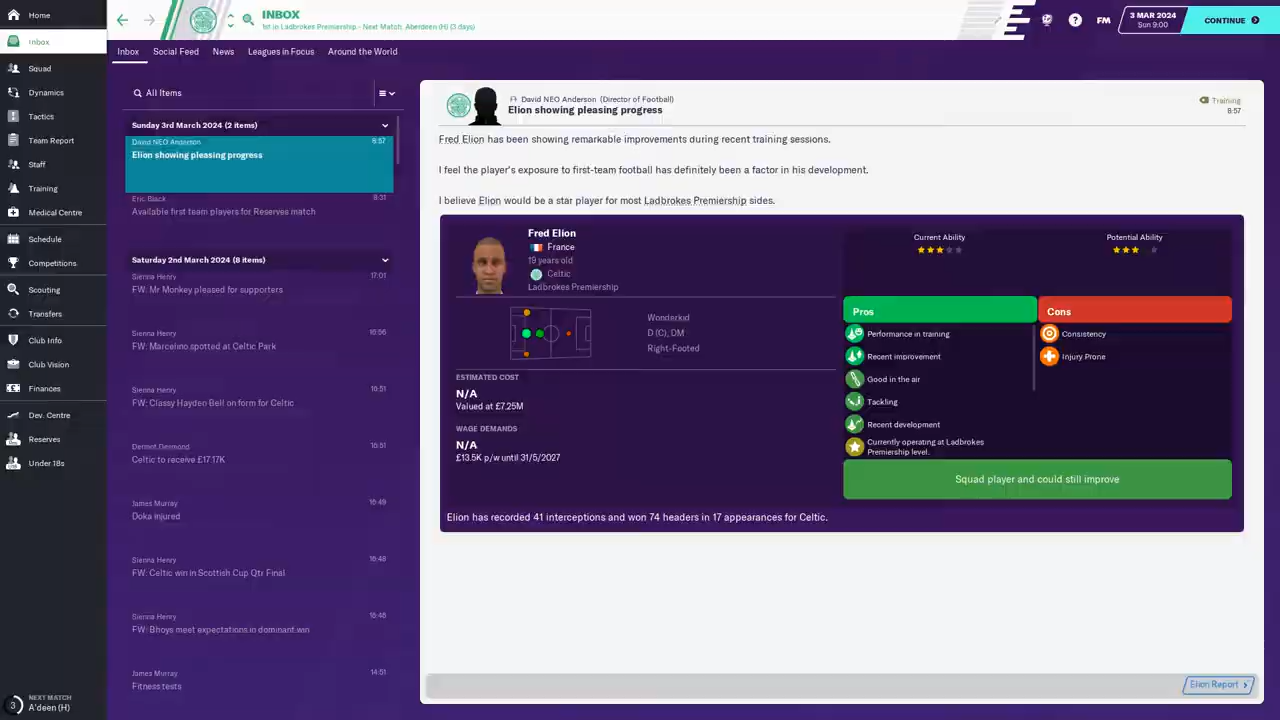 Home
Inbox
Squad
Dynamics
Tactics
Team Report
Staff
Training
Medical Centre
Schedule
Competitions
Scouting
Transfers
Club Info
Club Vision
Finances
Dev. Centre
Reserves
Under 18s
3
NEXT MATCH
A'deen (H)
INBOX
1st in Ladbrokes Premiership - Next Match: Aberdeen (H) (3 days)
?
FM
3 MAR 2024
Sun 9:00
CONTINUE
Inbox
Social Feed
News
Leagues in Focus
Around the World
All Items
Sunday 3rd March 2024 (2 items)
David NEO Anderson
8:57
Elion showing pleasing progress
Eric Black
8:31
Available first team players for Reserves match
Saturday 2nd March 2024 (8 items)
Sienna Henry
17:01
FW: Mr Monkey pleased for supporters
Sienna Henry
16:56
FW: Marcelino spotted at Celtic Park
Sienna Henry
16:51
FW: Classy Hayden Bell on form for Celtic
Dermot Desmond
16:51
Celtic to receive £17.17K
James Murray
16:49
Doka injured
Sienna Henry
16:48
FW: Celtic win in Scottish Cup Qtr Final
Sienna Henry
16:46
FW: Bhoys meet expectations in dominant win
James Murray
14:51
Fitness tests
David NEO Anderson (Director of Football)
Elion showing pleasing progress
Training
8:57
Fred Elion has been showing remarkable improvements during recent training sessions.
I feel the player's exposure to first-team football has definitely been a factor in his development.
I believe Elion would be a star player for most Ladbrokes Premiership sides.
Fred Elion
France
19 years old
Celtic
Ladbrokes Premiership
Wonderkid
D (C), DM
Right-Footed
ESTIMATED COST
N/A
Valued at £7.25M
WAGE DEMANDS
N/A
£13.5K p/w until 31/5/2027
Current Ability
Potential Ability
Pros
Cons
Performance in training
Recent improvement
Good in the air
Tackling
Recent development
Currently operating at Ladbrokes
Premiership level.
Consistency
Injury Prone
Squad player and could still improve
Elion has recorded 41 interceptions and won 74 headers in 17 appearances for Celtic.
Elion Report